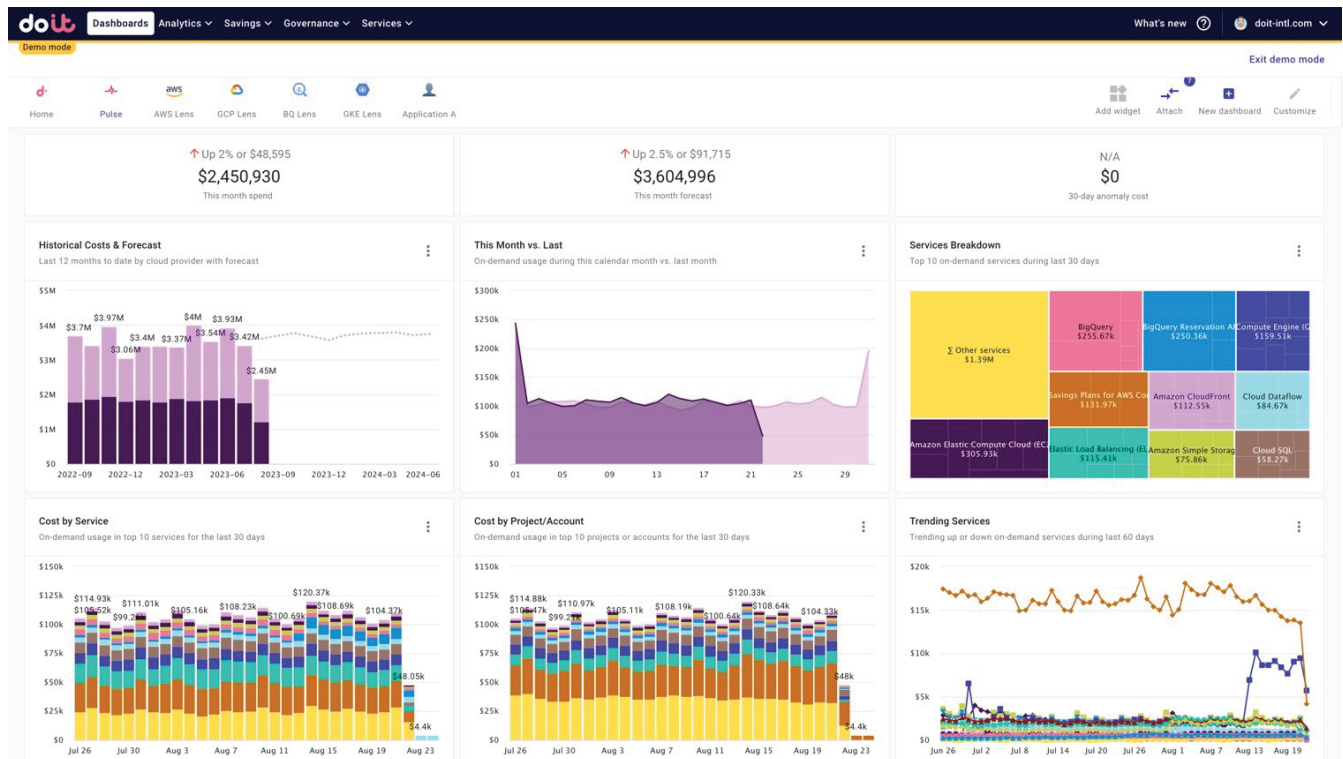 doit Dashboards Analytics Savings Governance Services What's new doit-intl.com
Demo mode
Exit demo mode
Home Pulse AWS Lens GCP Lens BQ Lens GKE Lens Application A
7
Add widget Attach New dashboard Customize
Up 2% or $48,595
$2,450,930
This month spend
Up 2.5% or $91,715
$3,604,996
This month forecast
N/A
$0
30-day anomaly cost
Historical Costs & Forecast
Last 12 months to date by cloud provider with forecast
$5M
$4M
$3M
$2M
$1M
$0
$3.7M
$3.97M
$3.06M
$3.4M
$3.37M
$4M
$3.54M
$3.93M
$3.42M
$2.45M
2022-09 2022-12 2023-03 2023-06 2023-09 2023-12 2024-03 2024-06
This Month vs. Last
On-demand usage during this calendar month vs. last month
$300k
$250k
$200k
$150k
$100k
$50k
$0
01 05 09 13 17 21 25 29
Services Breakdown
Top 10 on-demand services during last 30 days
Σ Other services
$1.39M
BigQuery
$255.67k
BigQuery Reservation
$250.36k
Compute Engine
$159.51k
Savings Plans for AWS
$131.97k
Amazon CloudFront
$112.55k
Cloud Dataflow
$84.67k
Amazon Elastic Compute Cloud (EC2
$305.93k
Elastic Load Balancing
$115.41k
Amazon Simple Storag
$75.86k
Cloud SQL
$58.27k
Cost by Service
On-demand usage in top 10 services for the last 30 days
$150k
$125k
$100k
$75k
$50k
$25k
$0
$114.93k
$105.52k
$111.01k
$105.16k
$108.23k
$100.69k
$120.37k
$108.69k
$104.37k
$48.05k
$4.4k
Jul 26 Jul 30 Aug 3 Aug 7 Aug 11 Aug 15 Aug 19 Aug 23
Cost by Project/Account
On-demand usage in top 10 projects or accounts for the last 30 days
$150k
$125k
$100k
$75k
$50k
$25k
$0
$114.88k
$105.47k
$110.97k
$105.11k
$108.19k
$100.64k
$120.33k
$108.64k
$104.33k
$48k
$4.4k
Jul 26 Jul 30 Aug 3 Aug 7 Aug 11 Aug 15 Aug 19 Aug 23
Trending Services
Trending up or down on-demand services during last 60 days
$20k
$15k
$10k
$5k
$0
Jun 26 Jul 2 Jul 8 Jul 14 Jul 20 Jul 26 Aug 1 Aug 7 Aug 13 Aug 19